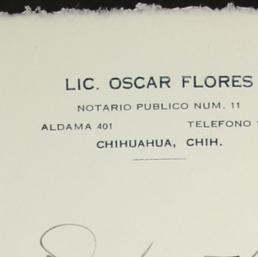 LIC. OSCAR FLORES
NOTARIO PUBLICO NUM. 11
ALDAMA 401 TELEFONO
CHIHUAHUA, CHIH.